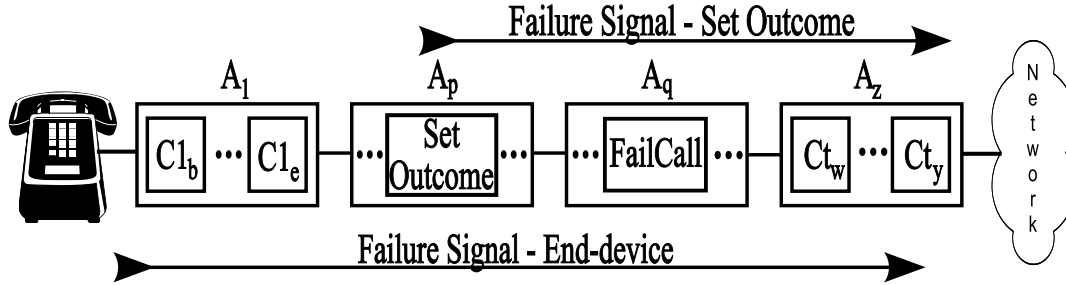 Failure Signal - Set Outcome
A1 Ap Aq Az
C1b ••• C1e ••• Set Outcome ••• ••• FailCall ••• Ctw ••• Cty
Network
Failure Signal - End-device